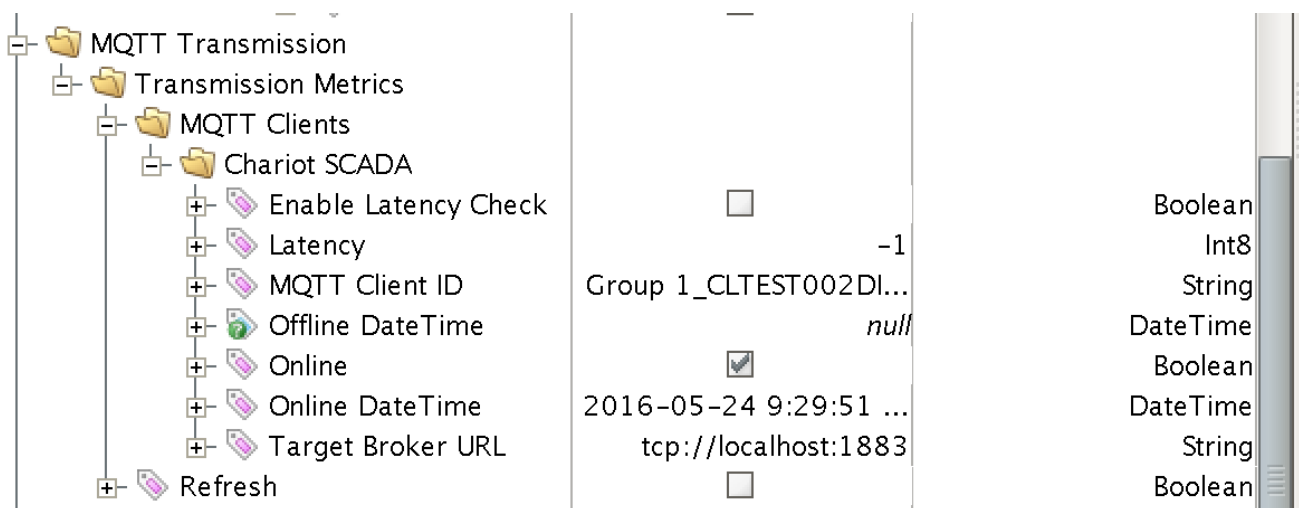 MQTT Transmission
Transmission Metrics
MQTT Clients
Chariot SCADA
Enable Latency Check Boolean
Latency -1 Int8
MQTT Client ID Group 1_CLTEST002DI... String
Offline DateTime null DateTime
Online Boolean
Online DateTime 2016-05-24 9:29:51 ... DateTime
Target Broker URL tcp://localhost:1883 String
Refresh Boolean